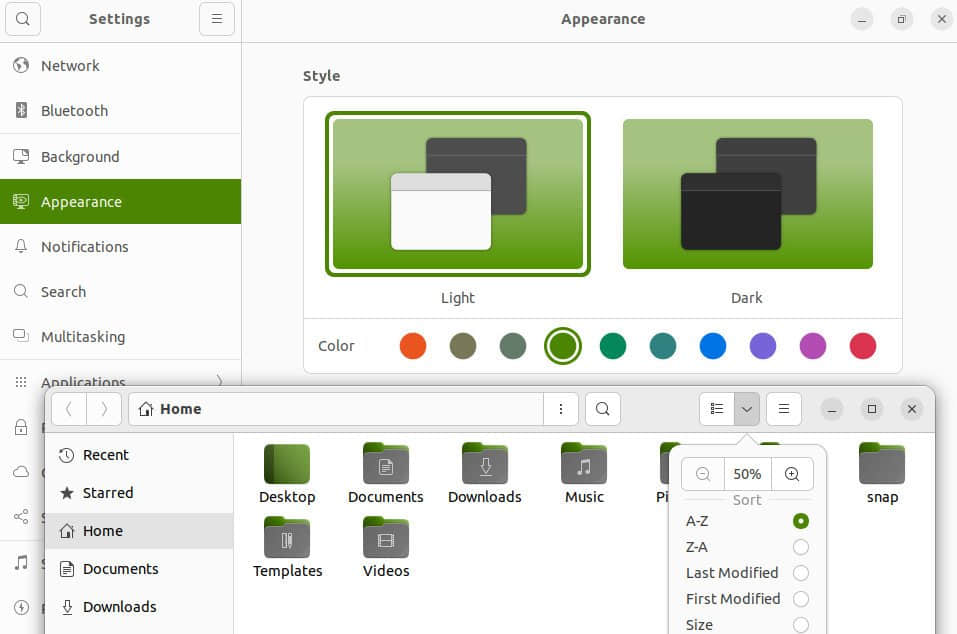 Settings
Appearance
Network
Bluetooth
Background
Appearance
Notifications
Search
Multitasking
Applications
Style
Light
Dark
Color
Home
Recent
Starred
Home
Documents
Downloads
Desktop
Documents
Downloads
Music
snap
Templates
Videos
50%
Sort
A-Z
Z-A
Last Modified
First Modified
Size